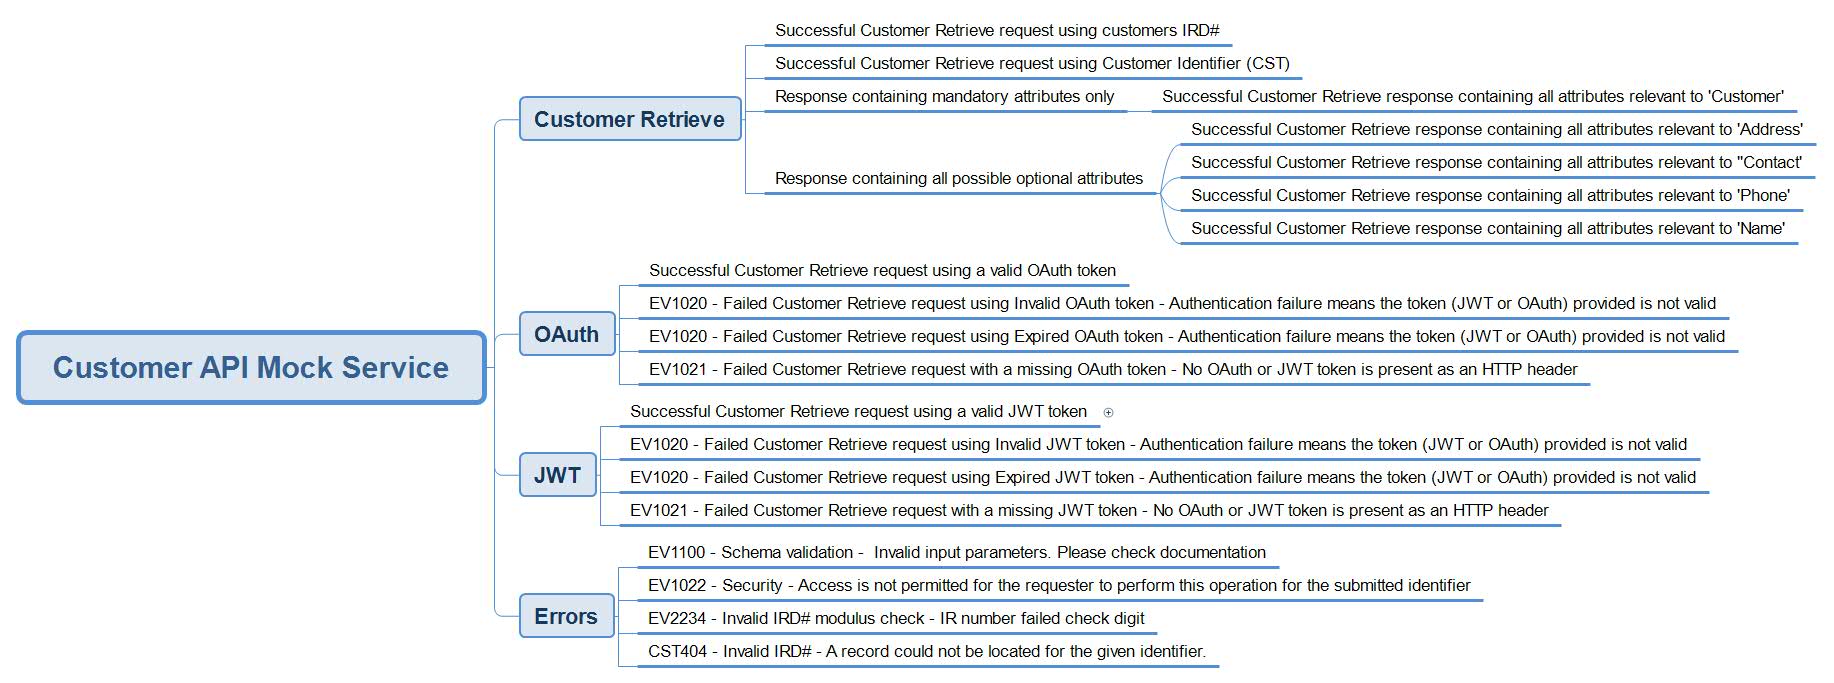 Customer API Mock Service
Customer Retrieve
Successful Customer Retrieve request using customers IRD#
Successful Customer Retrieve request using Customer Identifier (CST)
Response containing mandatory attributes only
Successful Customer Retrieve response containing all attributes relevant to 'Customer'
Response containing all possible optional attributes
Successful Customer Retrieve response containing all attributes relevant to 'Address'
Successful Customer Retrieve response containing all attributes relevant to "Contact'
Successful Customer Retrieve response containing all attributes relevant to 'Phone'
Successful Customer Retrieve response containing all attributes relevant to 'Name'
OAuth
Successful Customer Retrieve request using a valid OAuth token
EV1020 - Failed Customer Retrieve request using Invalid OAuth token - Authentication failure means the token (JWT or OAuth) provided is not valid
EV1020 - Failed Customer Retrieve request using Expired OAuth token - Authentication failure means the token (JWT or OAuth) provided is not valid
EV1021 - Failed Customer Retrieve request with a missing OAuth token - No OAuth or JWT token is present as an HTTP header
JWT
Successful Customer Retrieve request using a valid JWT token
EV1020 - Failed Customer Retrieve request using Invalid JWT token - Authentication failure means the token (JWT or OAuth) provided is not valid
EV1020 - Failed Customer Retrieve request using Expired JWT token - Authentication failure means the token (JWT or OAuth) provided is not valid
EV1021 - Failed Customer Retrieve request with a missing JWT token - No OAuth or JWT token is present as an HTTP header
Errors
EV1100 - Schema validation -  Invalid input parameters. Please check documentation
EV1022 - Security - Access is not permitted for the requester to perform this operation for the submitted identifier
EV2234 - Invalid IRD# modulus check - IR number failed check digit
CST404 - Invalid IRD# - A record could not be located for the given identifier.